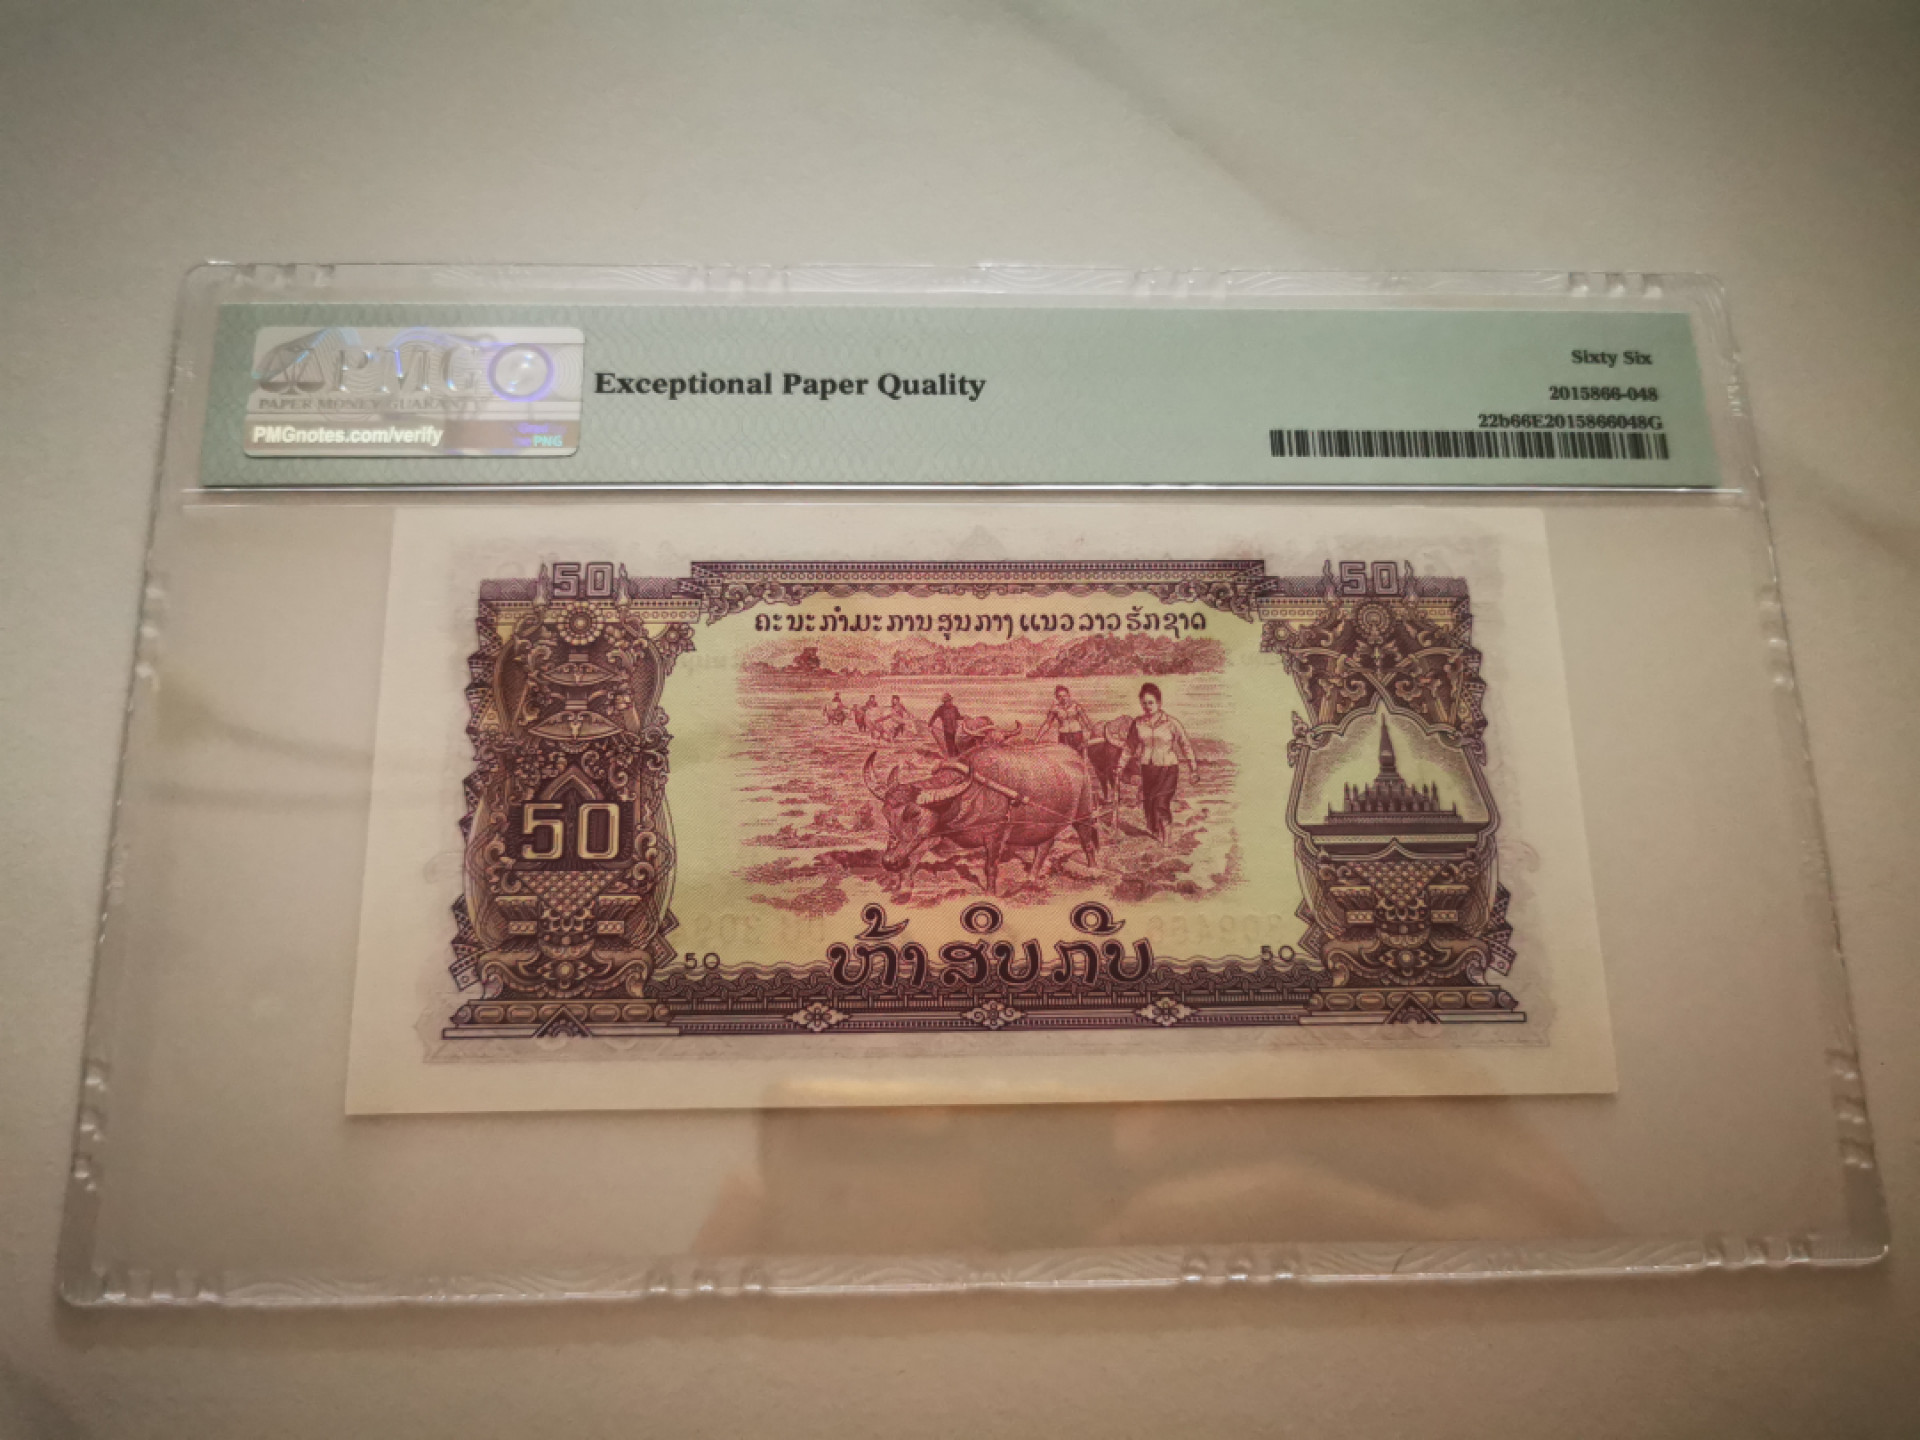 PMG
PAPER MONEY GUARANTY
PMGnotes.com/verify
PNG
Exceptional Paper Quality
Sixty Six
2015866-048
22b66E2015866048G
50
50
ຄະນະກຳມະການສູນກາງ ແນວລາວຮັກຊາດ
50
50
50
ຫ້າສິບກີບ